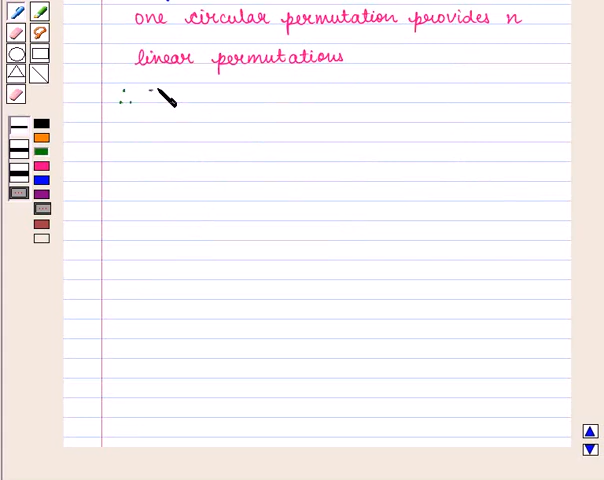 one circular permutation provides n
linear permutations
∴